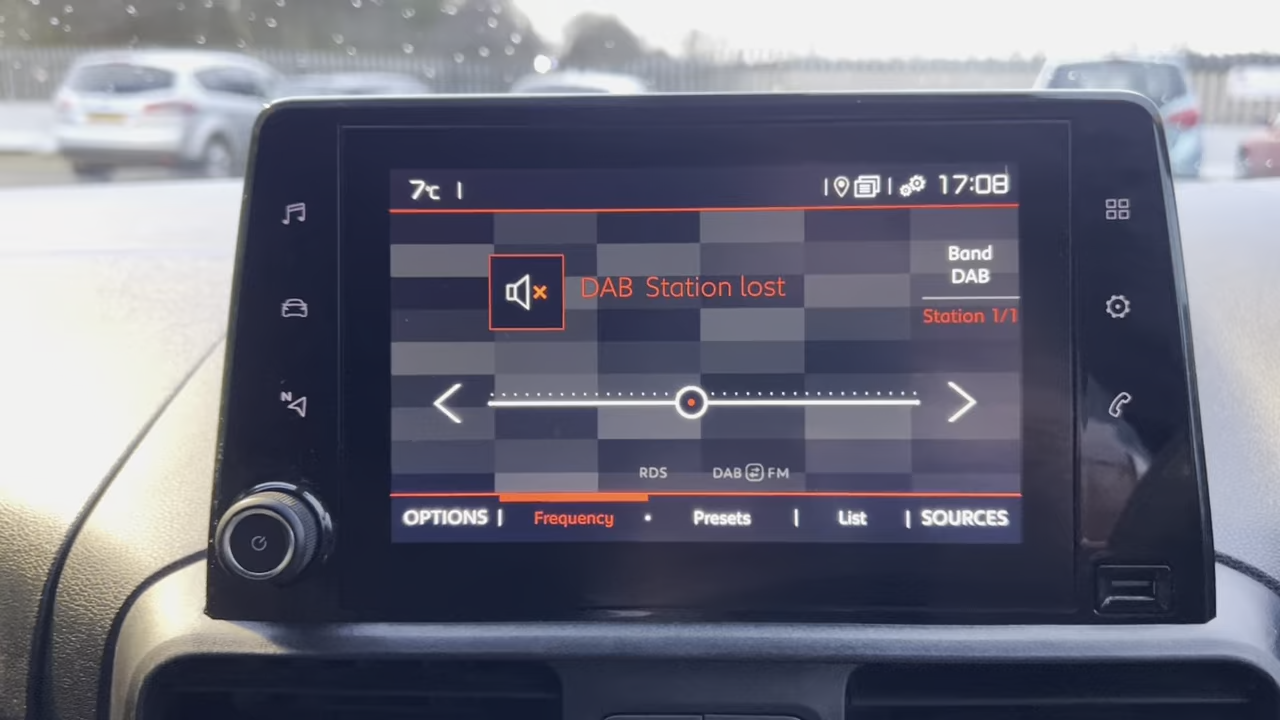 7°C
17:08
Band
DAB
DAB Station lost
Station 1/1
N
RDS DAB FM
OPTIONS Frequency Presets List SOURCES